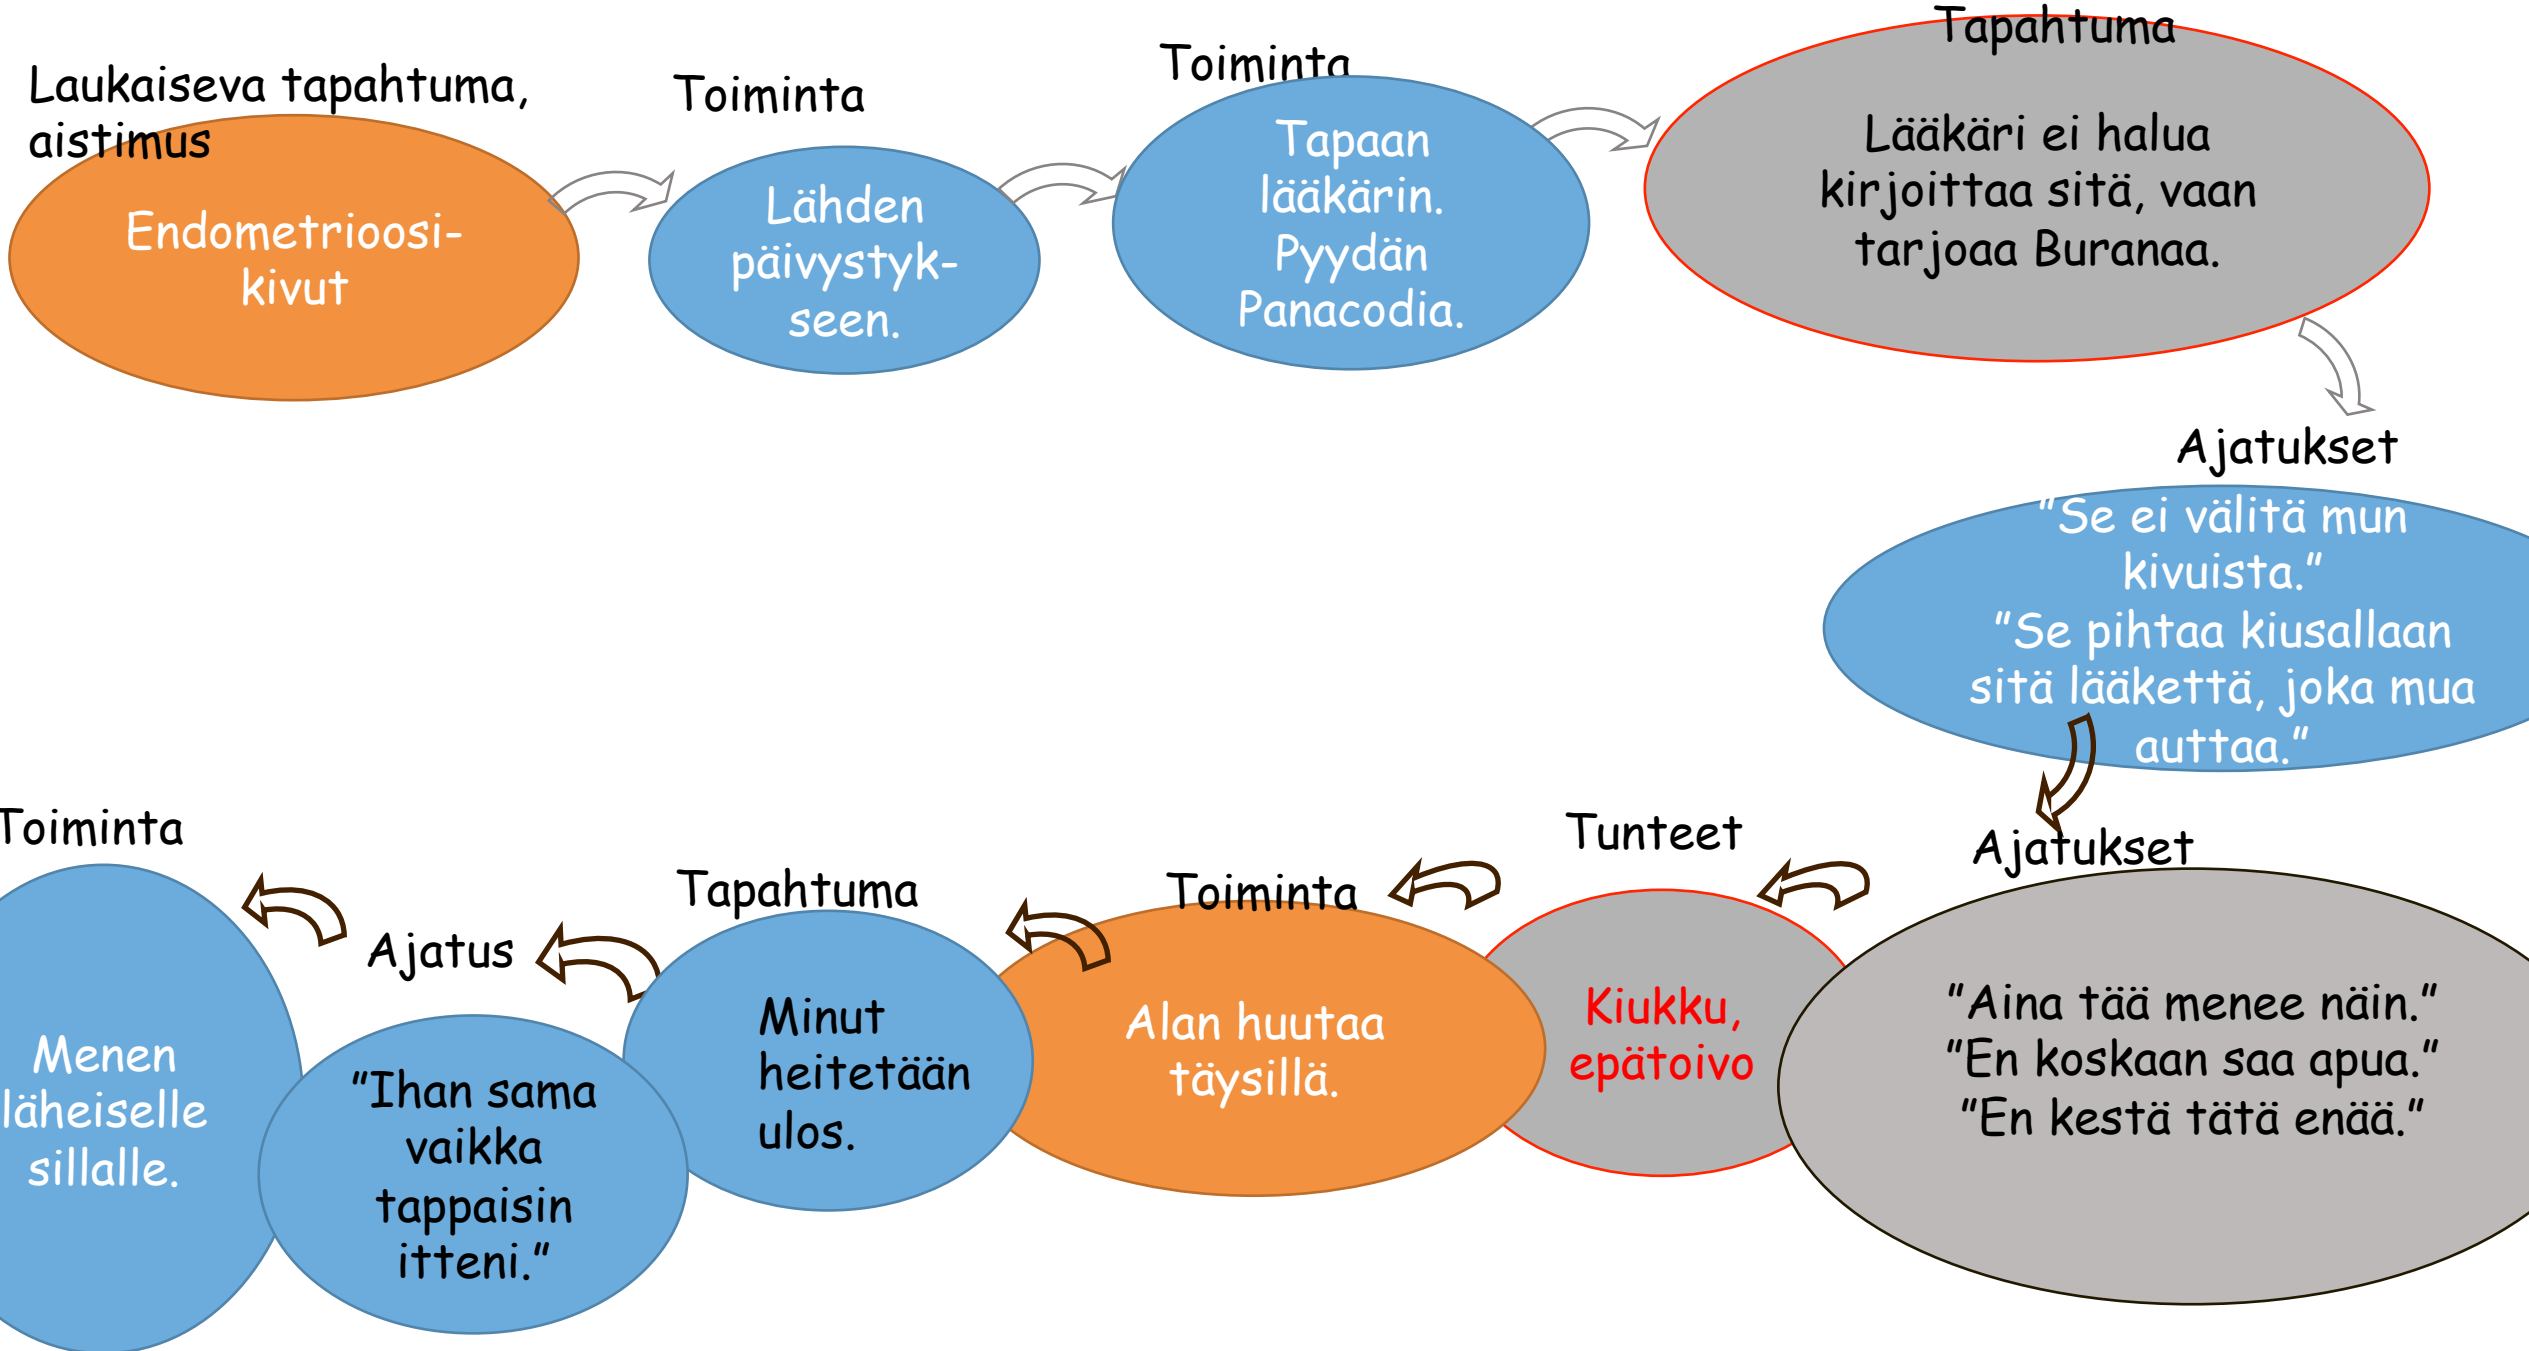 Laukaiseva tapahtuma,
aistimus
Endometrioosi-
kivut
Toiminta
Lähden
päivystyk-
seen.
Toiminta
Tapaan
lääkärin.
Pyydän
Panacodia.
Tapahtuma
Lääkäri ei halua
kirjoittaa sitä, vaan
tarjoaa Buranaa.
Ajatukset
"Se ei välitä mun
kivuista."
"Se pihtaa kiusallaan
sitä lääkettä, joka mua
auttaa."
Ajatukset
"Aina tää menee näin."
"En koskaan saa apua."
"En kestä tätä enää."
Tunteet
Kiukku,
epätoivo
Toiminta
Alan huutaa
täysillä.
Tapahtuma
Minut
heitetään
ulos.
Ajatus
"Ihan sama
vaikka
tappaisin
itteni."
Toiminta
Menen
läheiselle
sillalle.